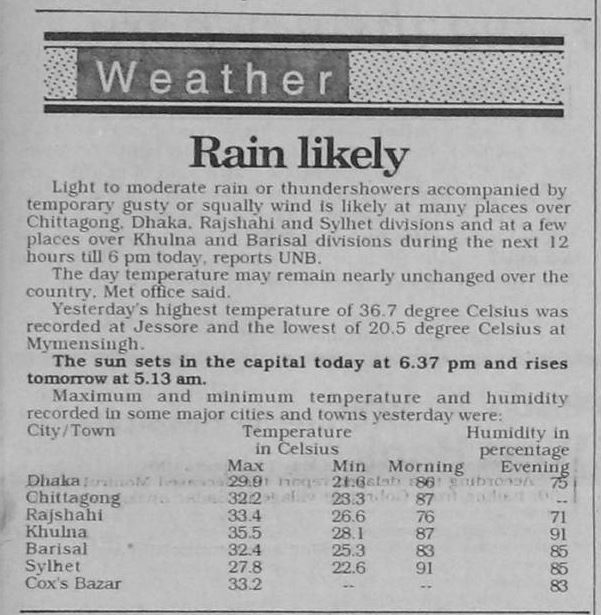 Weather
Rain likely
Light to moderate rain or thundershowers accompanied by
temporary gusty or squally wind is likely at many places over
Chittagong, Dhaka, Rajshahi and Sylhet divisions and at a few
places over Khulna and Barisal divisions during the next 12
hours till 6 pm today, reports UNB.
The day temperature may remain nearly unchanged over the
country, Met office said.
Yesterday's highest temperature of 36.7 degree Celsius was
recorded at Jessore and the lowest of 20.5 degree Celsius at
Mymensingh.
The sun sets in the capital today at 6.37 pm and rises
tomorrow at 5.13 am.
Maximum and minimum temperature and humidity
recorded in some major cities and towns yesterday were:
City/Town Temperature Humidity in
in Celsius percentage
Max Min Morning Evening
Dhaka 29.9 21.6 86 75
Chittagong 32.2 23.3 87 --
Rajshahi 33.4 26.6 76 71
Khulna 35.5 28.1 87 91
Barisal 32.4 25.3 83 85
Sylhet 27.8 22.6 91 85
Cox's Bazar 33.2 -- -- 83